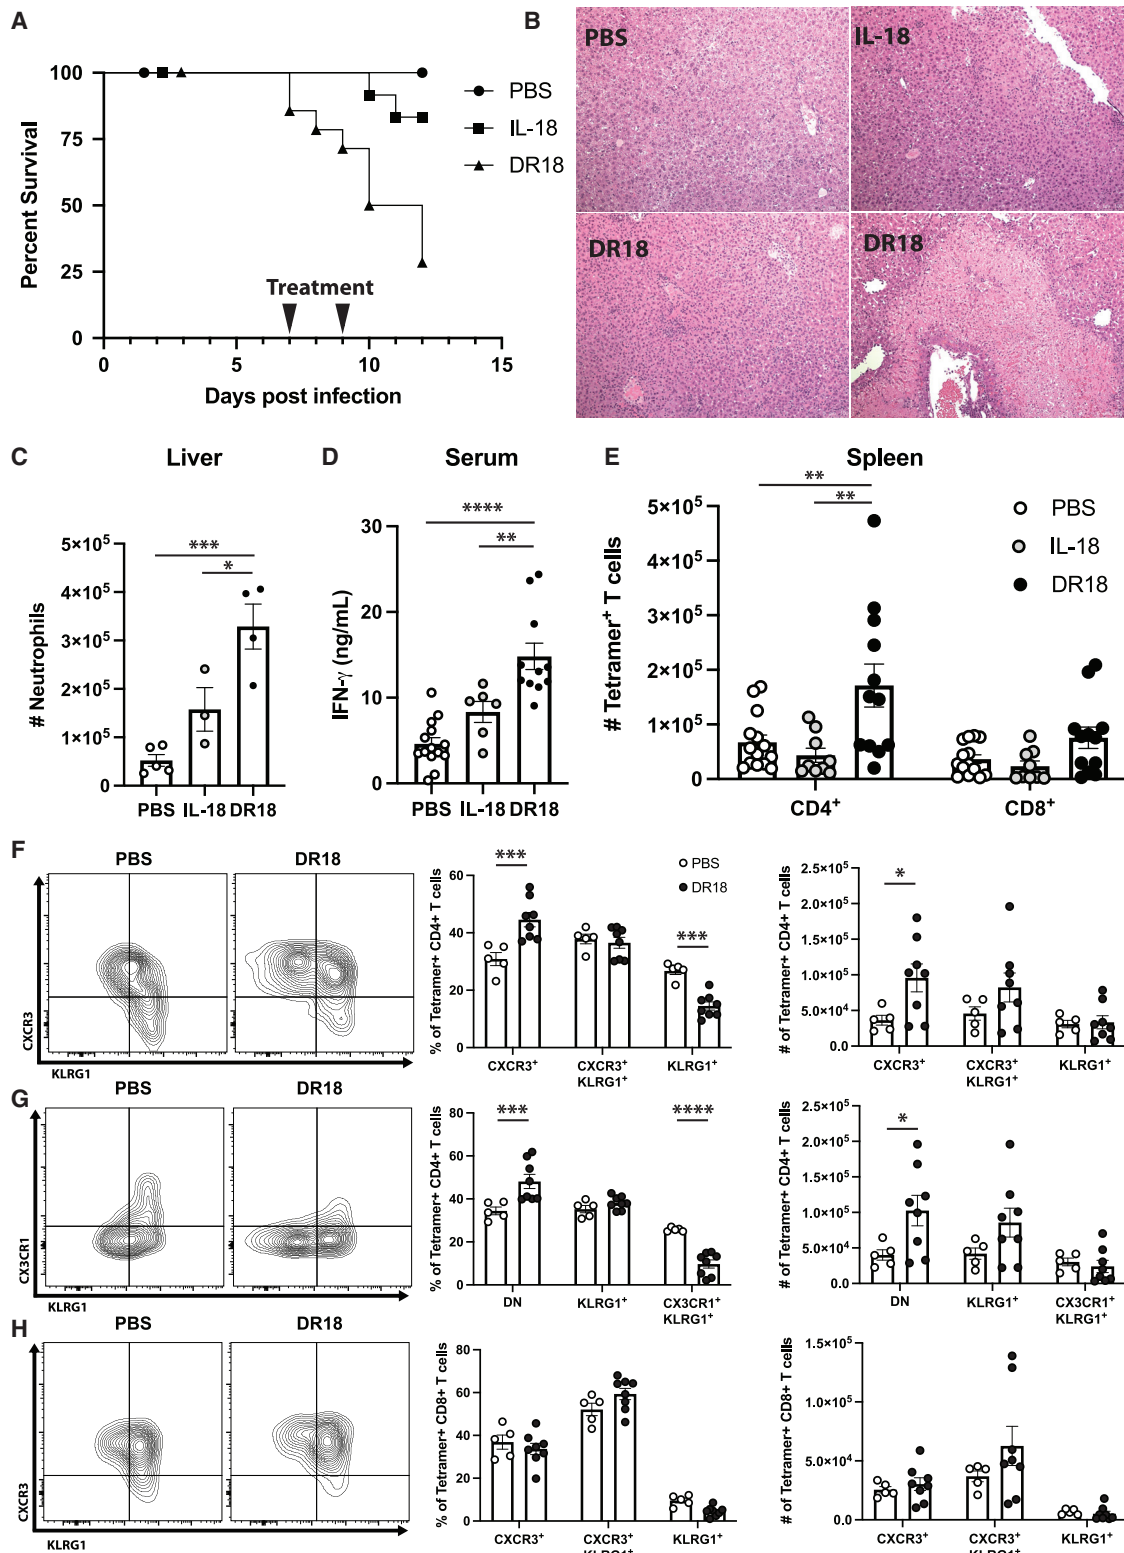 A
100
75
50
25
0
Percent Survival
0
5
10
15
Days post infection
Treatment
PBS
IL-18
DR18
B
PBS
IL-18
DR18
DR18
C
Liver
# Neutrophils
5×10⁵
4×10⁵
3×10⁵
2×10⁵
1×10⁵
0
***
*
PBS IL-18 DR18
D
Serum
IFN-γ (ng/mL)
30
20
10
0
****
**
PBS IL-18 DR18
E
Spleen
# Tetramer⁺ T cells
5×10⁵
4×10⁵
3×10⁵
2×10⁵
1×10⁵
0
**
**
PBS
IL-18
DR18
CD4⁺
CD8⁺
F
PBS
DR18
CXCR3
KLRG1
% of Tetramer+ CD4+ T cells
60
40
20
0
***
***
PBS
DR18
CXCR3⁺
CXCR3⁺
KLRG1⁺
KLRG1⁺
# of Tetramer+ CD4+ T cells
2.5×10⁵
2.0×10⁵
1.5×10⁵
1.0×10⁵
5.0×10⁴
0.0
*
CXCR3⁺
CXCR3⁺
KLRG1⁺
KLRG1⁺
G
PBS
DR18
CX3CR1
KLRG1
% of Tetramer+ CD4+ T cells
80
60
40
20
0
***
****
DN
KLRG1⁺
CX3CR1⁺
KLRG1⁺
# of Tetramer+ CD4+ T cells
2.5×10⁵
2.0×10⁵
1.5×10⁵
1.0×10⁵
5.0×10⁴
0.0
*
DN
KLRG1⁺
CX3CR1⁺
KLRG1⁺
H
PBS
DR18
CXCR3
KLRG1
% of Tetramer+ CD8+ T cells
80
60
40
20
0
CXCR3⁺
CXCR3⁺
KLRG1⁺
KLRG1⁺
# of Tetramer+ CD8+ T cells
1.5×10⁵
1.0×10⁵
5.0×10⁴
0.0
CXCR3⁺
CXCR3⁺
KLRG1⁺
KLRG1⁺